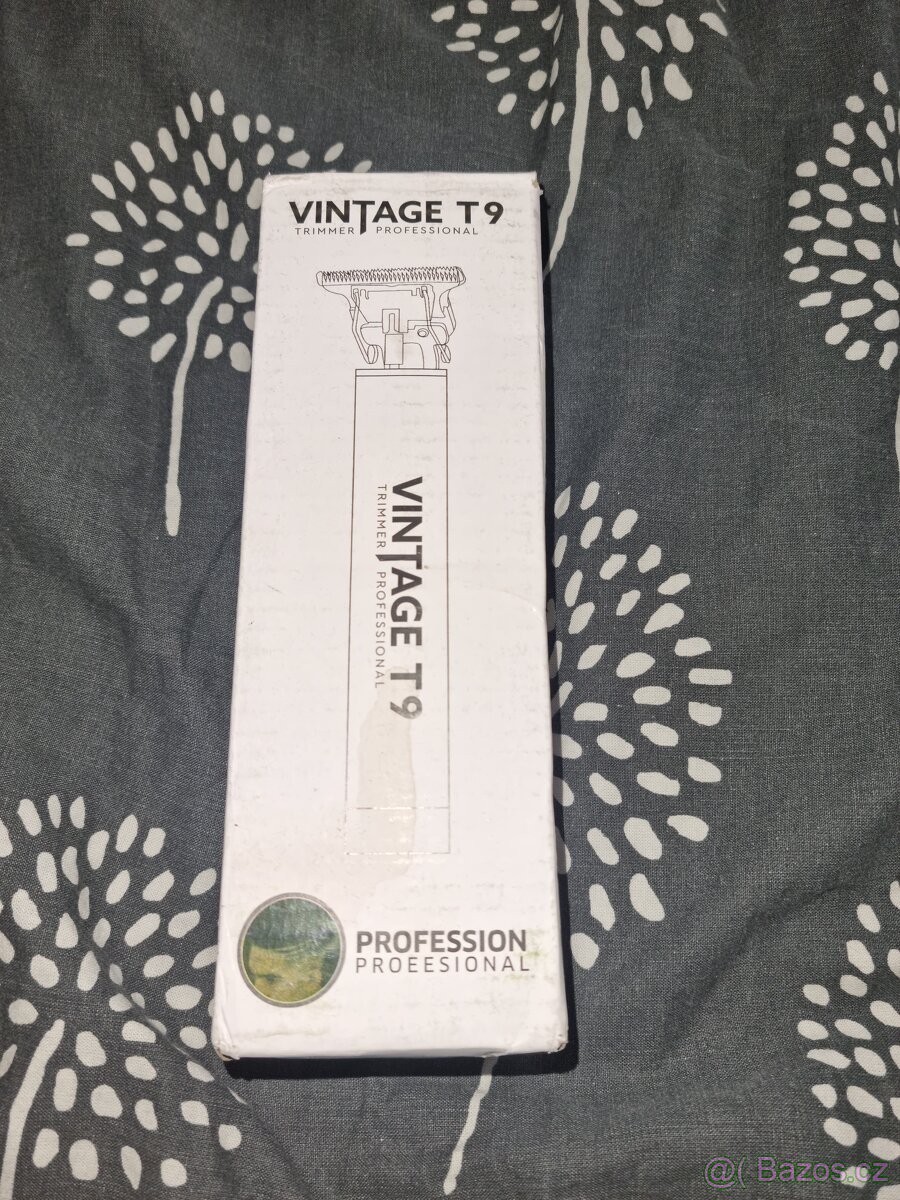 VINTAGE T9
TRIMMER PROFESSIONAL
VINTAGE T9
TRIMMER PROFESSIONAL
PROFESSION
PROEESIONAL
@( Bazos.cz